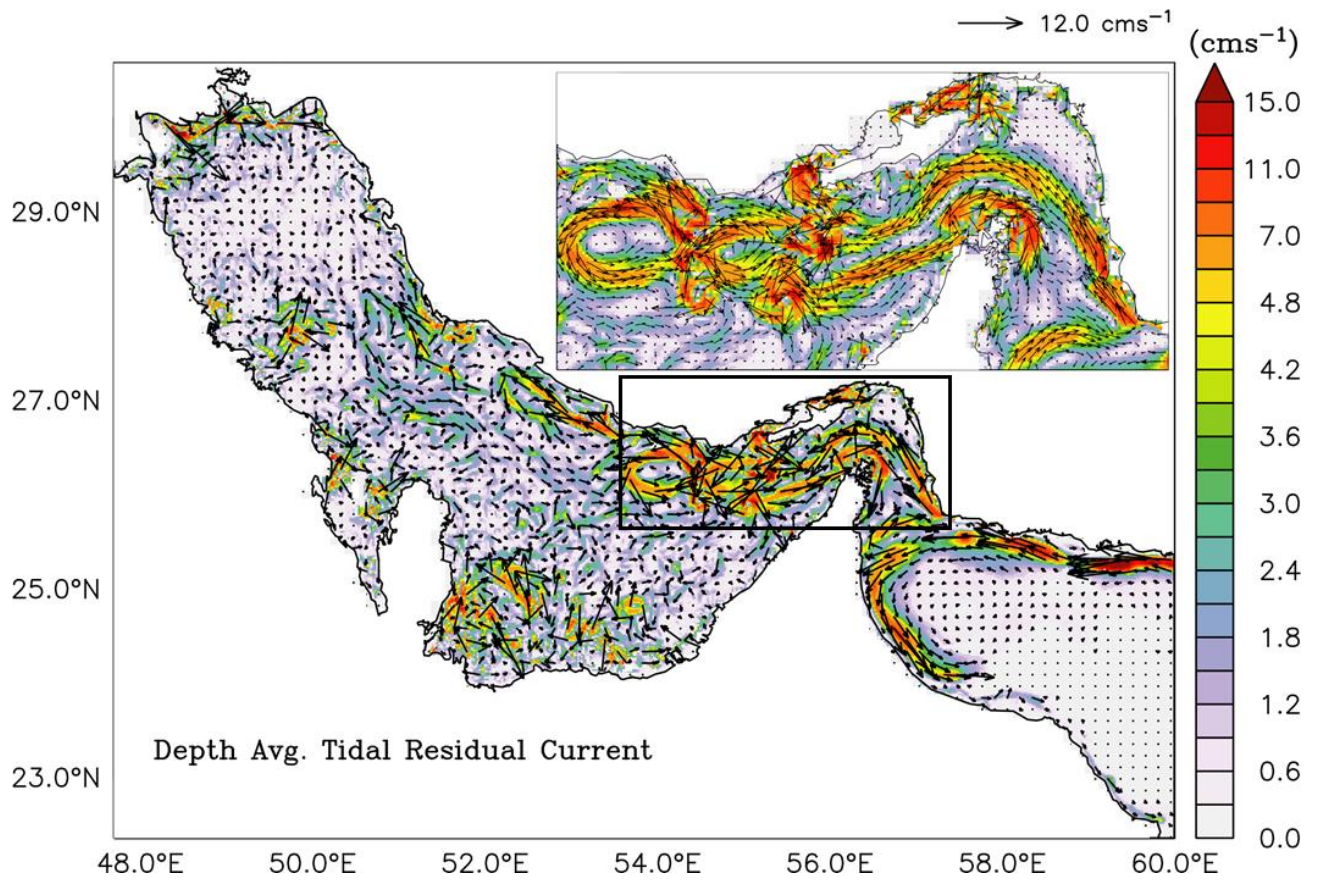 12.0 cms⁻¹
(cms⁻¹)
15.0
11.0
7.0
4.8
4.2
3.6
3.0
2.4
1.8
1.2
0.6
0.0
29.0°N
27.0°N
25.0°N
23.0°N
Depth Avg. Tidal Residual Current
48.0°E 50.0°E 52.0°E 54.0°E 56.0°E 58.0°E 60.0°E